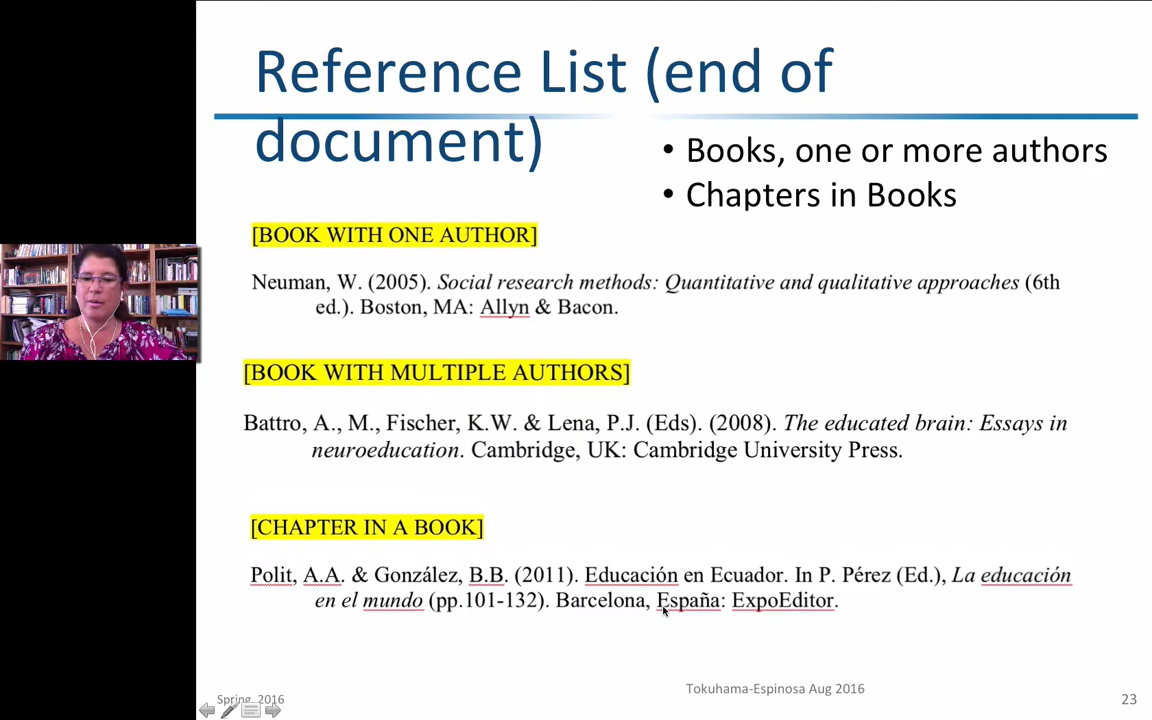 Reference List (end of
document)
• Books, one or more authors
• Chapters in Books
[BOOK WITH ONE AUTHOR]
Neuman, W. (2005). Social research methods: Quantitative and qualitative approaches (6th
ed.). Boston, MA: Allyn & Bacon.
[BOOK WITH MULTIPLE AUTHORS]
Battro, A., M., Fischer, K.W. & Lena, P.J. (Eds). (2008). The educated brain: Essays in
neuroeducation. Cambridge, UK: Cambridge University Press.
[CHAPTER IN A BOOK]
Polit, A.A. & González, B.B. (2011). Educación en Ecuador. In P. Pérez (Ed.), La educación
en el mundo (pp.101-132). Barcelona, España: ExpoEditor.
Spring, 2016
Tokuhama-Espinosa Aug 2016
23